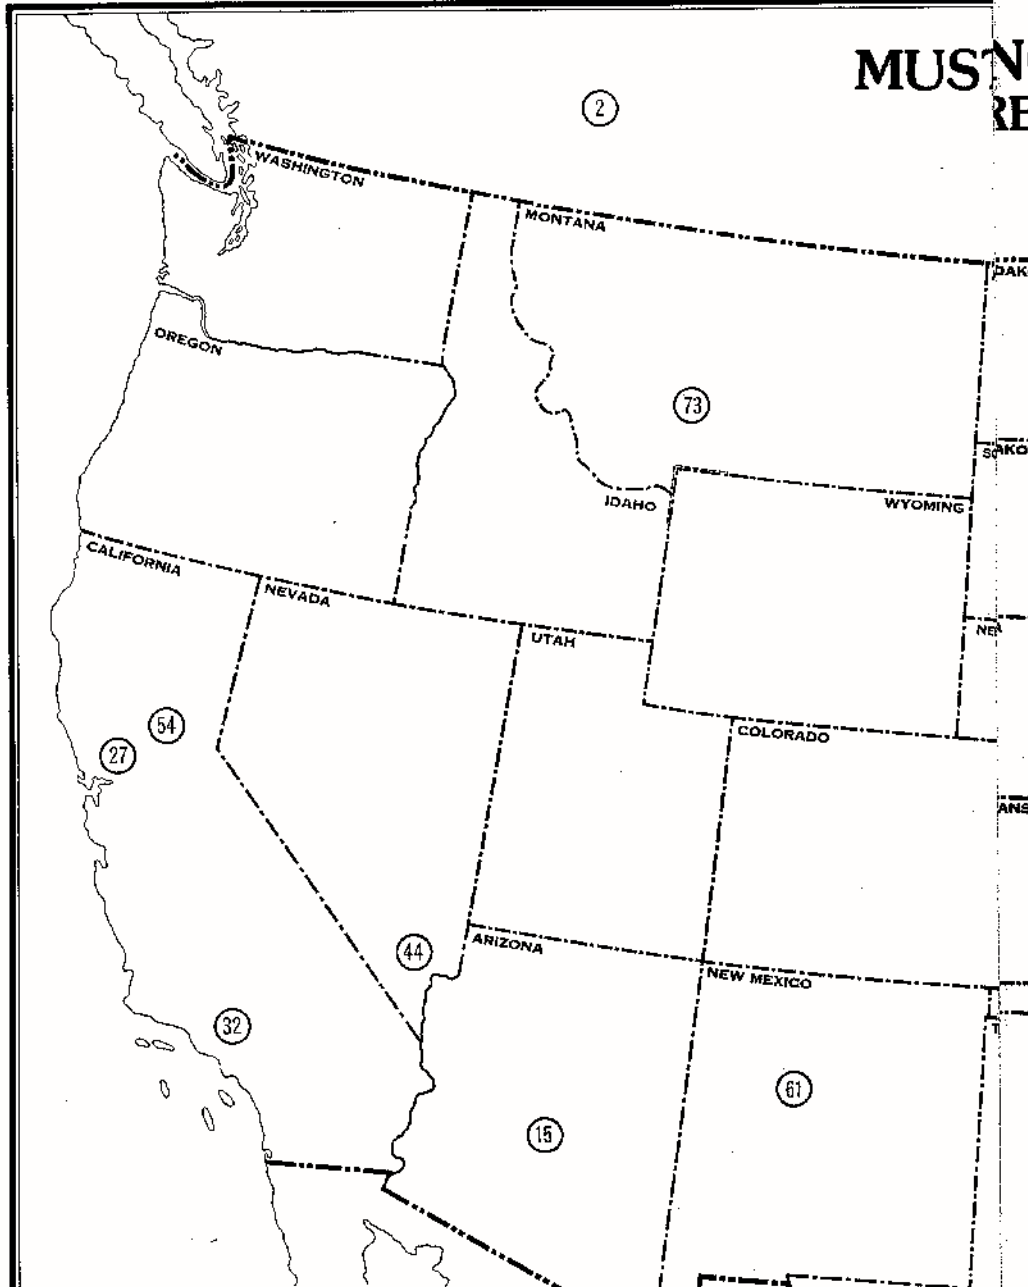 MUS
2
WASHINGTON
MONTANA
OREGON
73
IDAHO
WYOMING
CALIFORNIA
NEVADA
UTAH
54
27
COLORADO
44
ARIZONA
NEW MEXICO
32
61
15